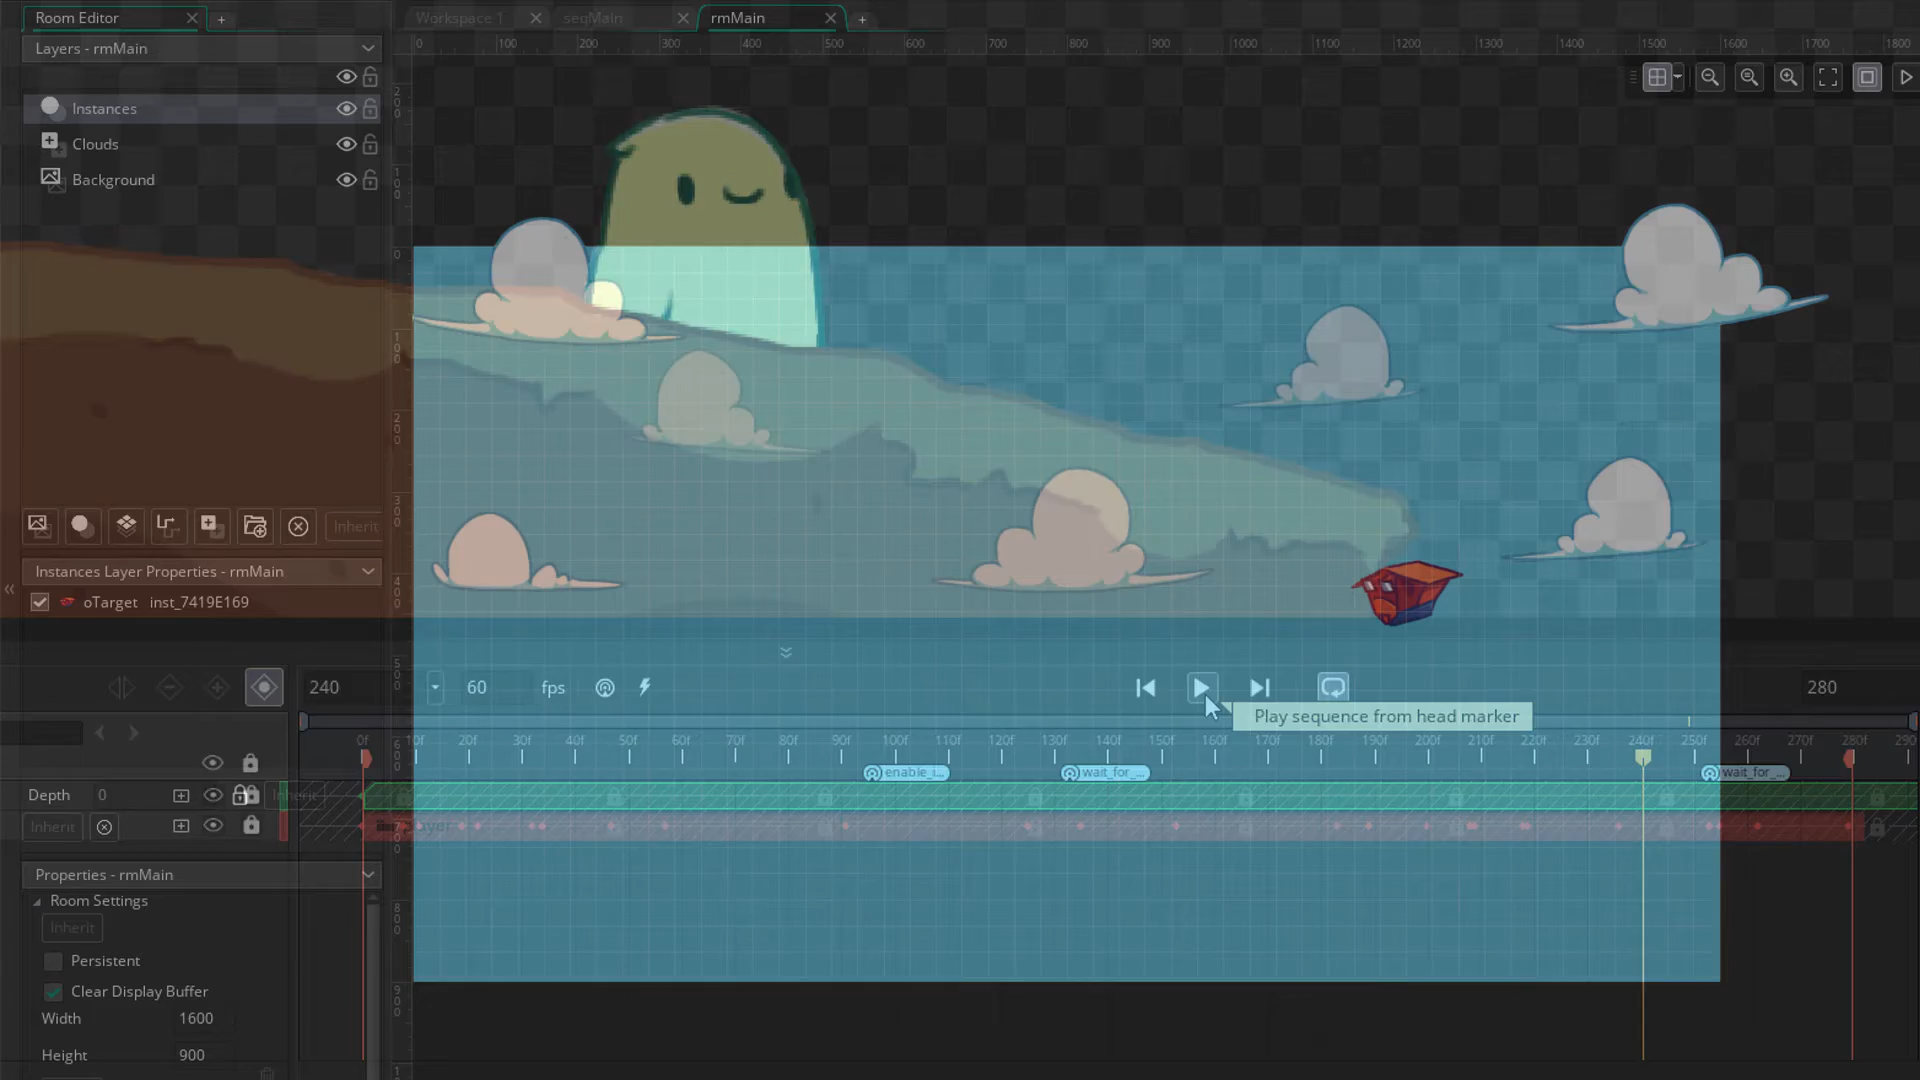 Room Editor
Workspace 1
seqMain
rmMain
Layers - rmMain
0 100 200 300 400 500 600 700 800 900 1000 1100 1200 1300 1400 1500 1600 1700 1800
Instances
Clouds
Background
Inherit
Instances Layer Properties - rmMain
oTarget inst_7419E169
240
60 fps
280
Play sequence from head marker
0f 10f 20f 30f 40f 50f 60f 70f 80f 90f 100f 110f 120f 130f 140f 150f 160f 170f 180f 190f 200f 210f 220f 230f 240f 250f 260f 270f 280f 290
enable_i...
wait_for_...
wait_for_...
Depth 0
Inherit
Inherit
Properties - rmMain
Room Settings
Inherit
Persistent
Clear Display Buffer
Width 1600
Height 900